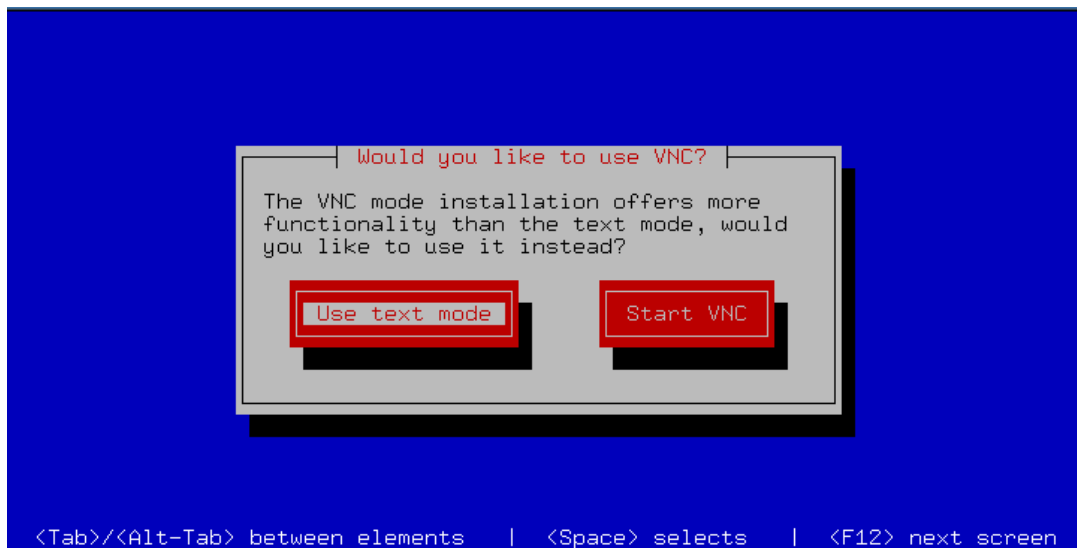 Would you like to use VNC?
The VNC mode installation offers more
functionality than the text mode, would
you like to use it instead?
Use text mode
Start VNC
<Tab>/<Alt-Tab> between elements | <Space> selects | <F12> next screen